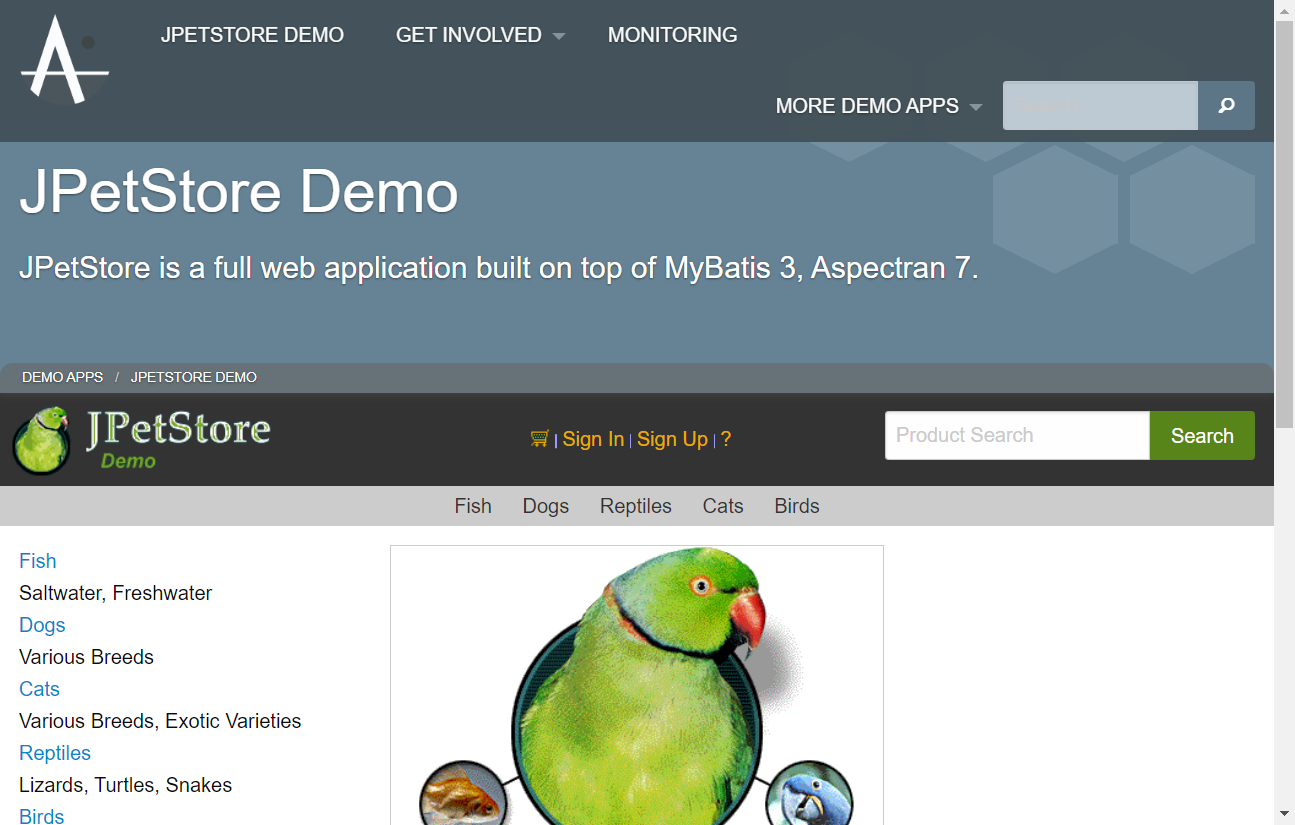 JPETSTORE DEMO GET INVOLVED MONITORING
MORE DEMO APPS
JPetStore Demo
JPetStore is a full web application built on top of MyBatis 3, Aspectran 7.
DEMO APPS / JPETSTORE DEMO
JPetStore
Demo
| Sign In | Sign Up | ?
Product Search
Search
Fish Dogs Reptiles Cats Birds
Fish
Saltwater, Freshwater
Dogs
Various Breeds
Cats
Various Breeds, Exotic Varieties
Reptiles
Lizards, Turtles, Snakes
Birds